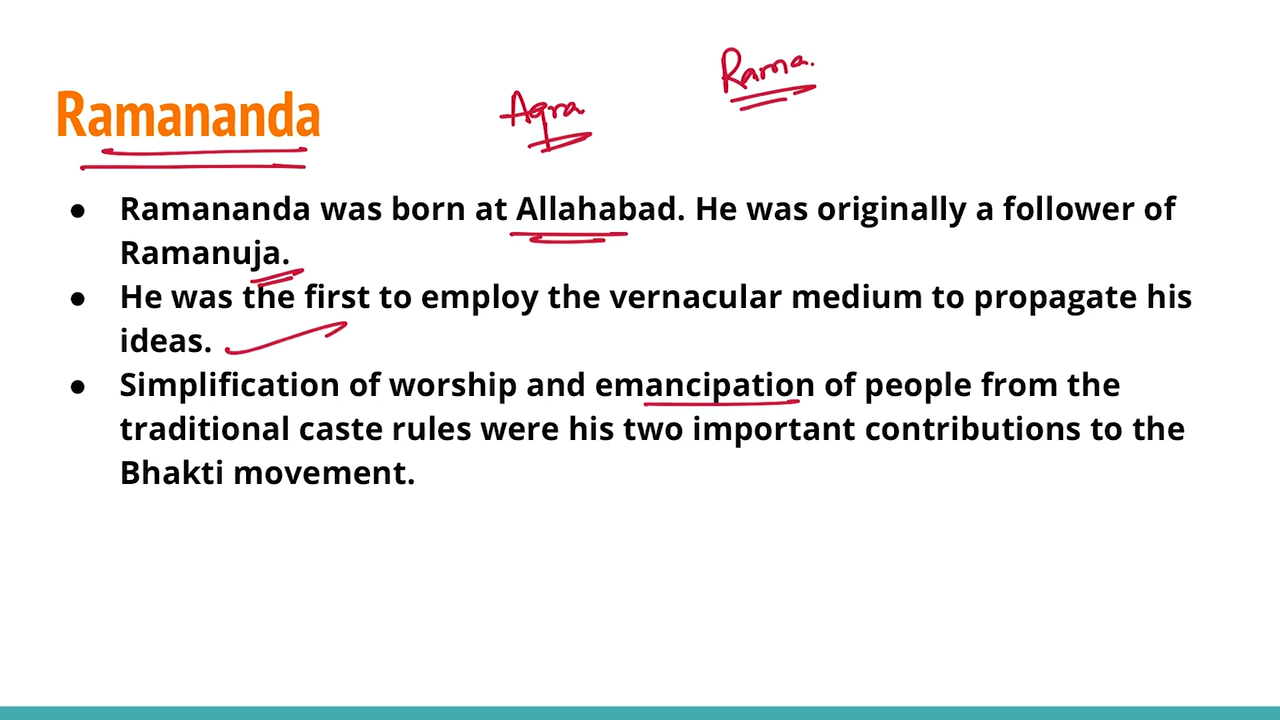 Rama.
Agra
Ramananda
● Ramananda was born at Allahabad. He was originally a follower of
Ramanuja.
● He was the first to employ the vernacular medium to propagate his
ideas.
● Simplification of worship and emancipation of people from the
traditional caste rules were his two important contributions to the
Bhakti movement.